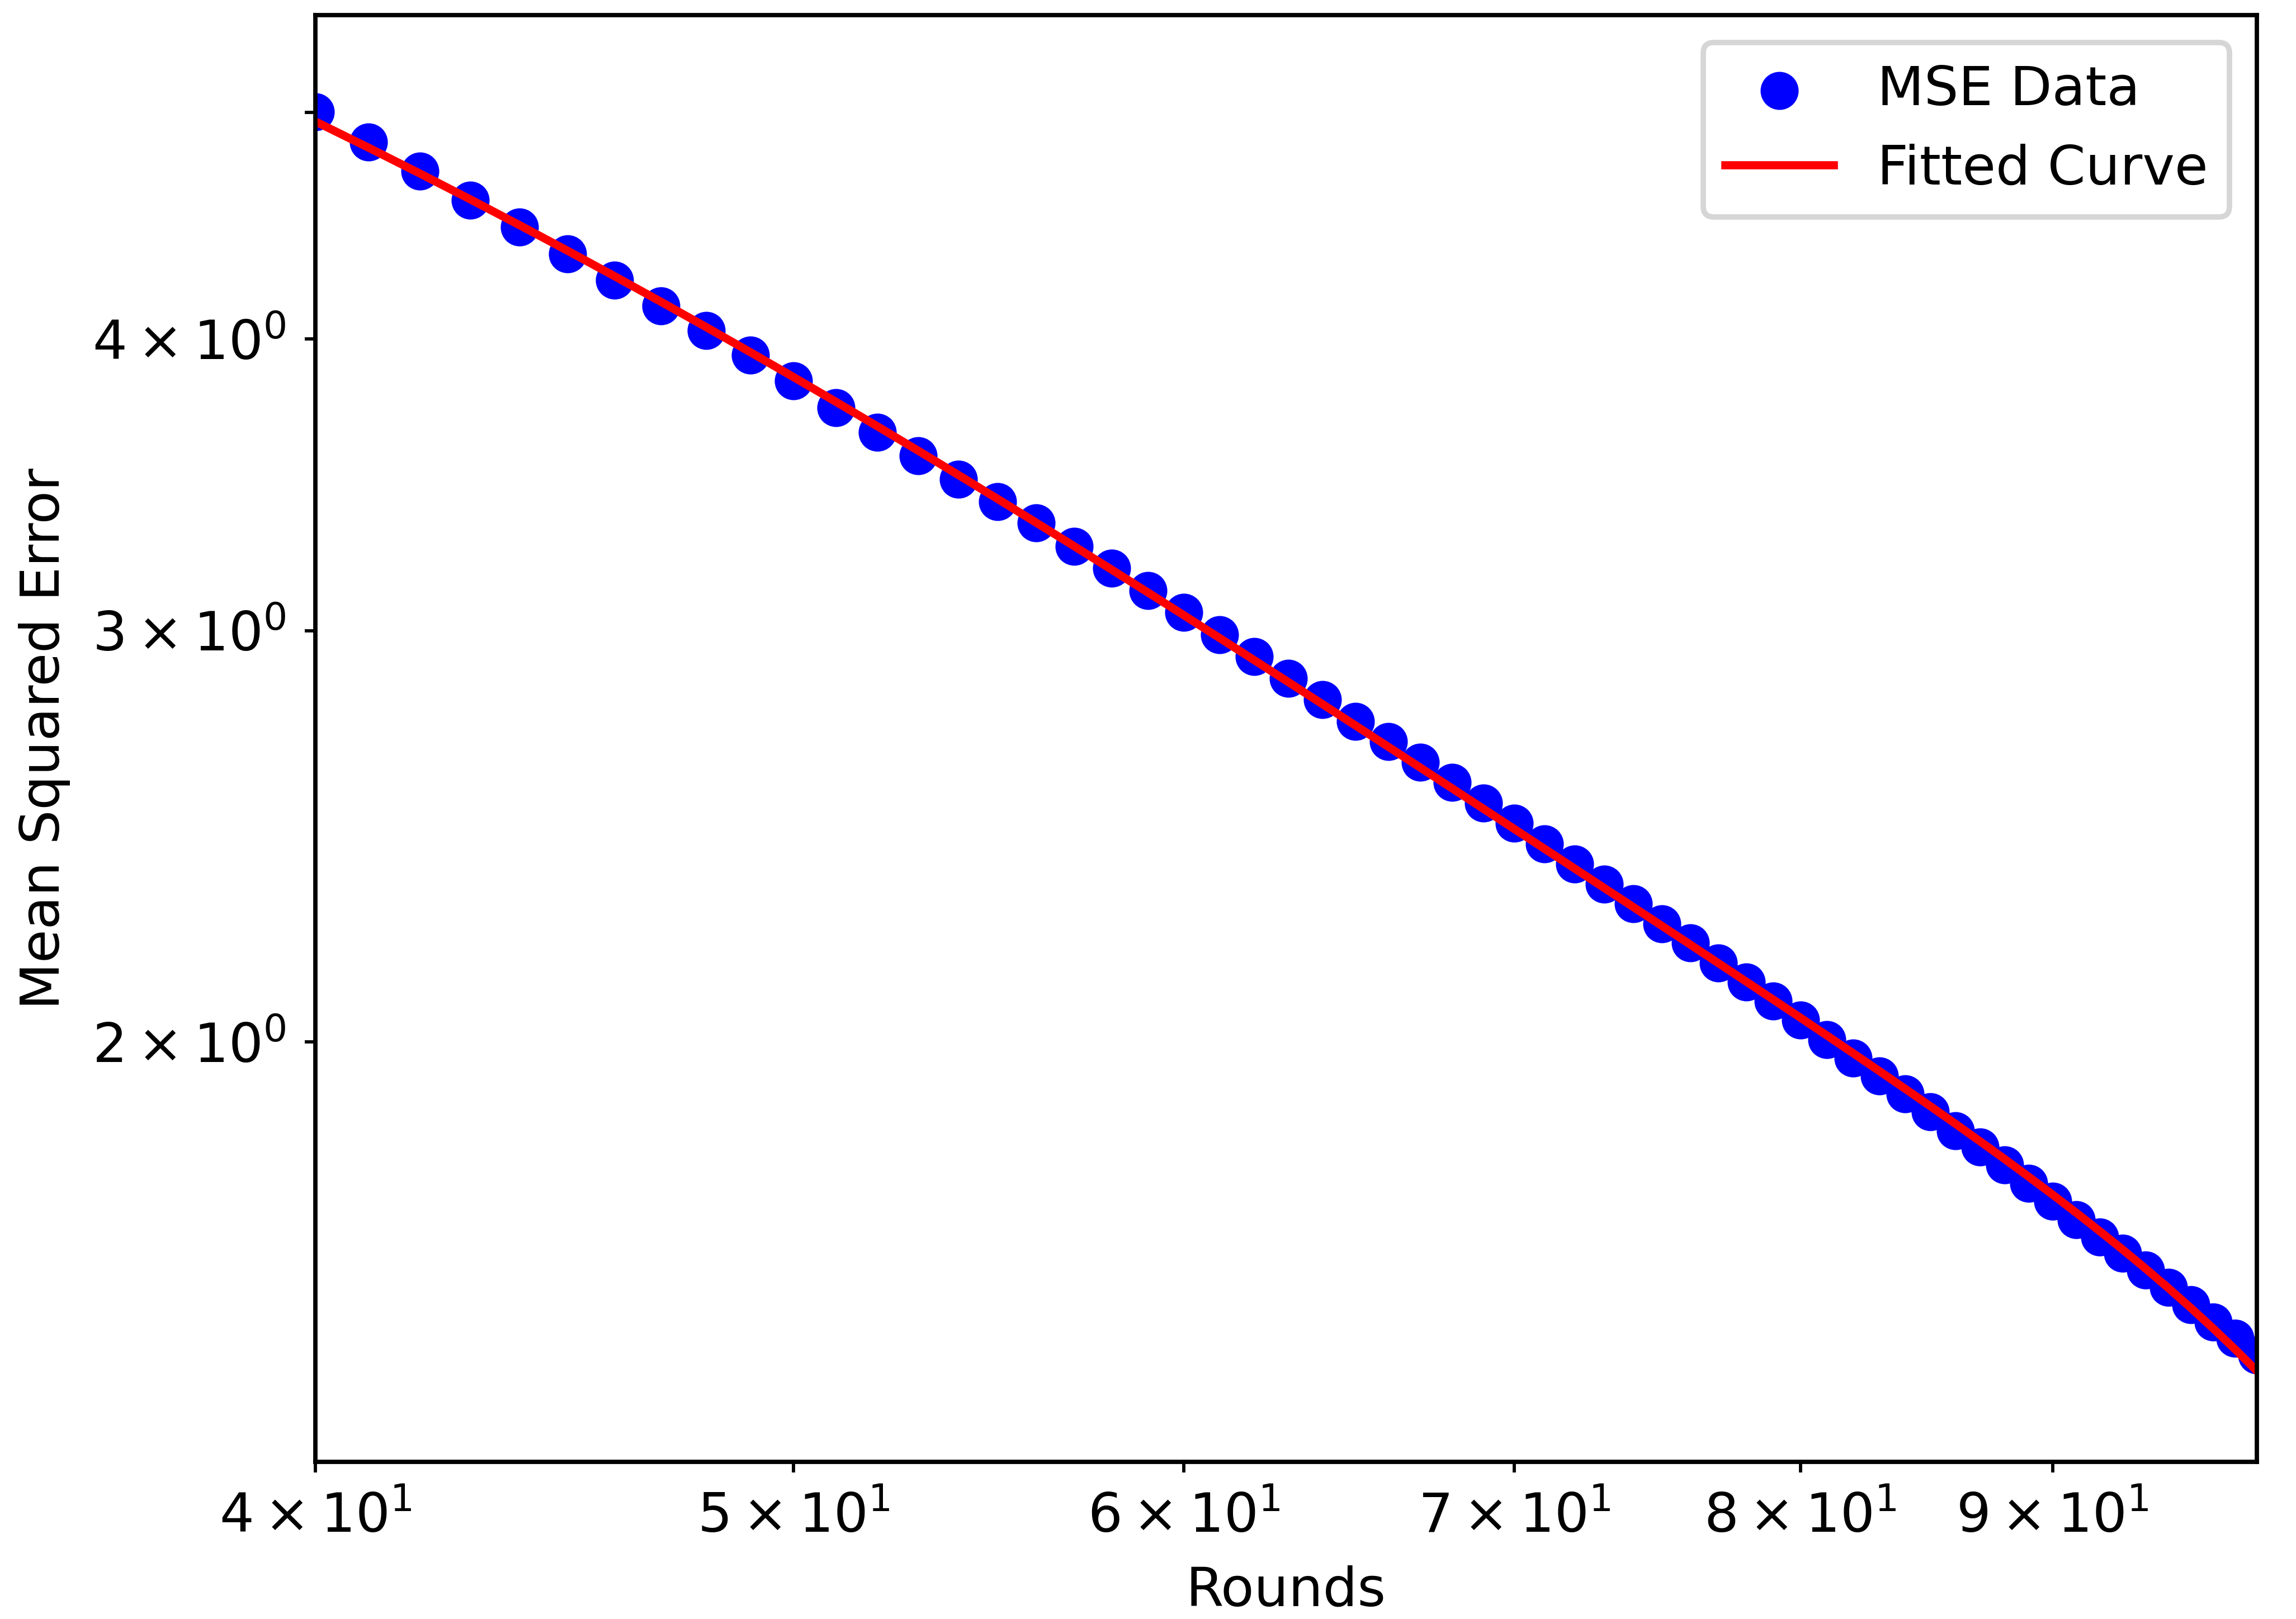 MSE Data
Fitted Curve
Mean Squared Error
4 × 10⁰
3 × 10⁰
2 × 10⁰
4 × 10¹ 5 × 10¹ 6 × 10¹ 7 × 10¹ 8 × 10¹ 9 × 10¹
Rounds